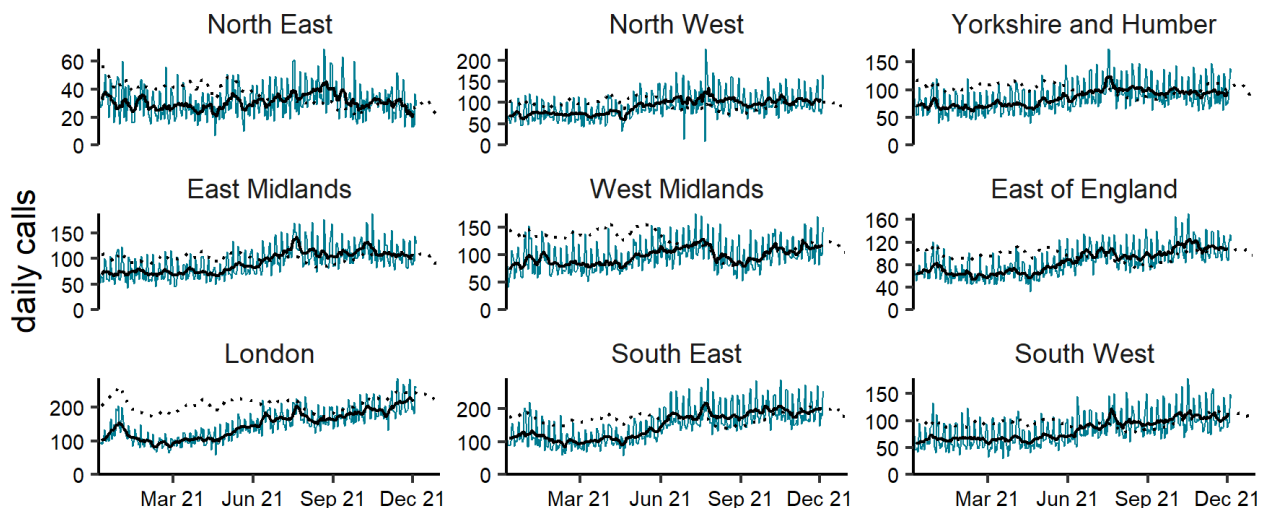 North East
North West
Yorkshire and Humber
60
40
20
0
200
150
100
50
0
150
100
50
0
East Midlands
West Midlands
East of England
daily calls
150
100
50
0
150
100
50
0
160
120
80
40
0
London
South East
South West
200
100
0
200
100
0
150
100
50
0
Mar 21 Jun 21 Sep 21 Dec 21
Mar 21 Jun 21 Sep 21 Dec 21
Mar 21 Jun 21 Sep 21 Dec 21